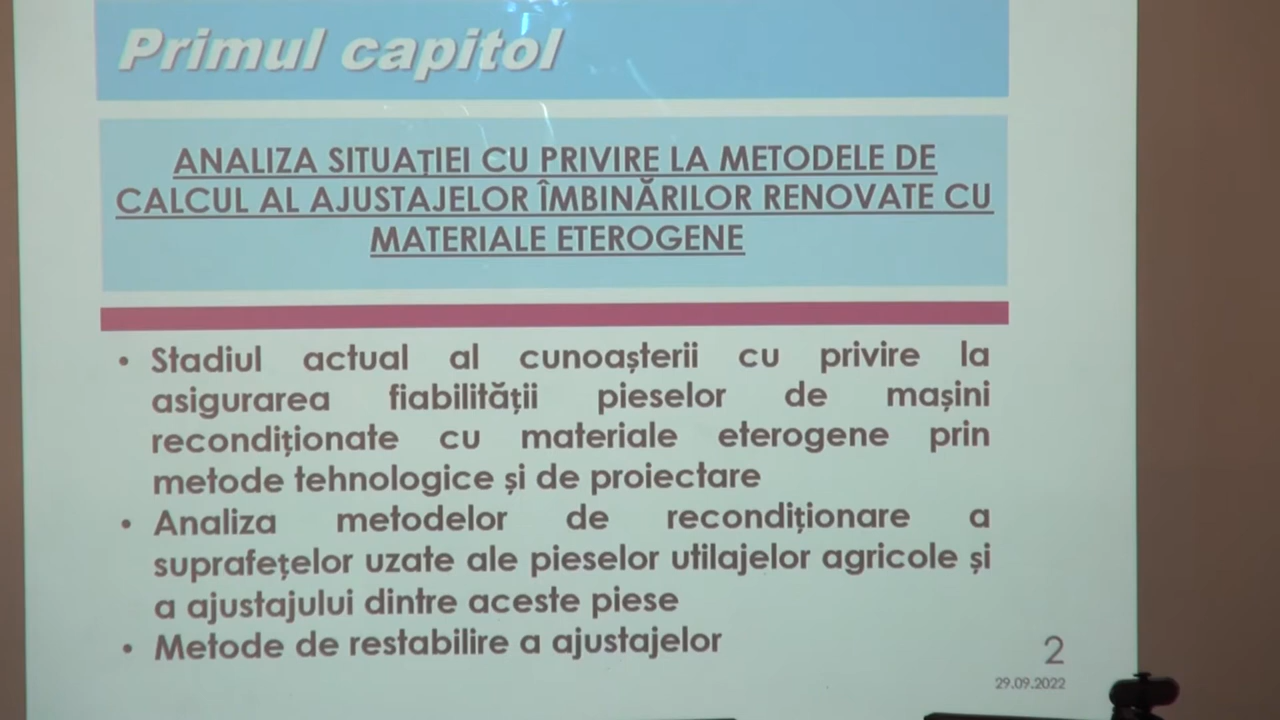 Primul capitol
ANALIZA SITUAȚIEI CU PRIVIRE LA METODELE DE
CALCUL AL AJUSTAJELOR ÎMBINĂRILOR RENOVATE CU
MATERIALE ETEROGENE
• Stadiul actual al cunoașterii cu privire la
asigurarea fiabilității pieselor de mașini
recondiționate cu materiale eterogene prin
metode tehnologice și de proiectare
• Analiza metodelor de recondiționare a
suprafețelor uzate ale pieselor utilajelor agricole și
a ajustajului dintre aceste piese
• Metode de restabilire a ajustajelor
2
29.09.2022